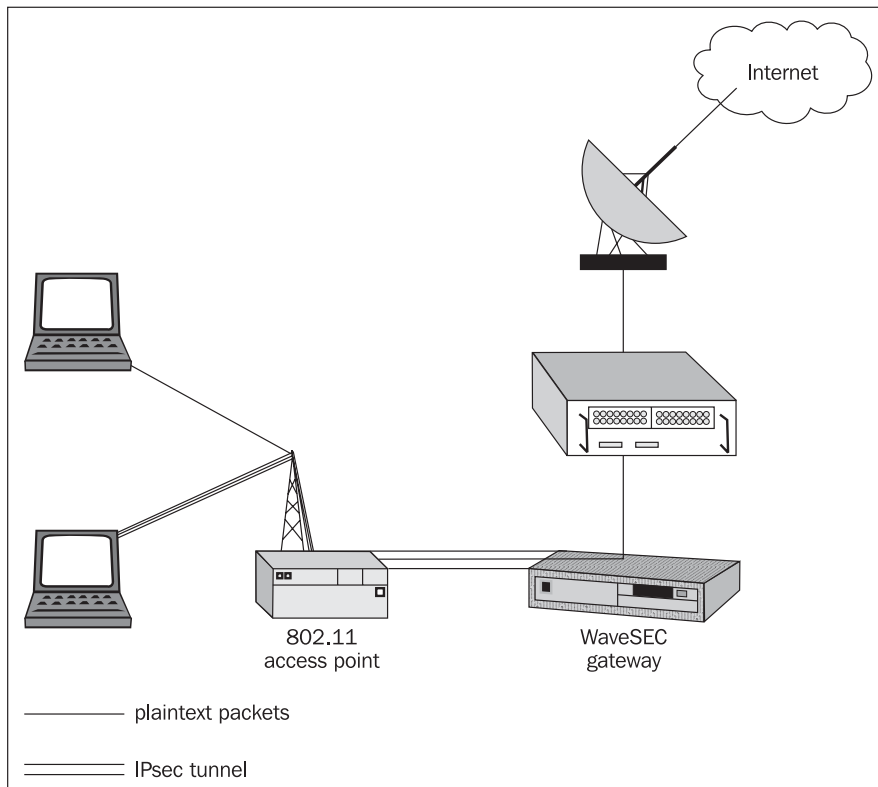 Internet
802.11
access point
WaveSEC
gateway
plaintext packets
IPsec tunnel